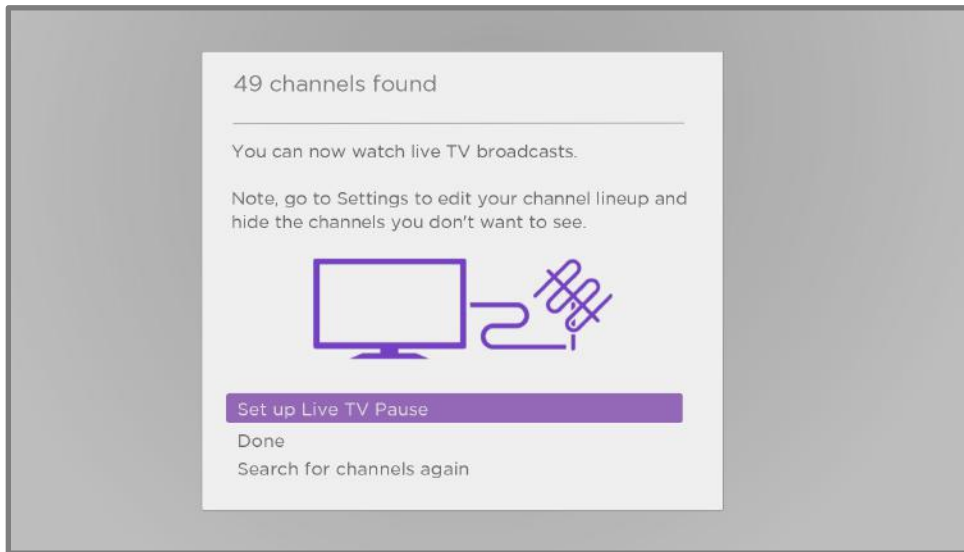 49 channels found
You can now watch live TV broadcasts.
Note, go to Settings to edit your channel lineup and
hide the channels you don't want to see.
Set up Live TV Pause
Done
Search for channels again